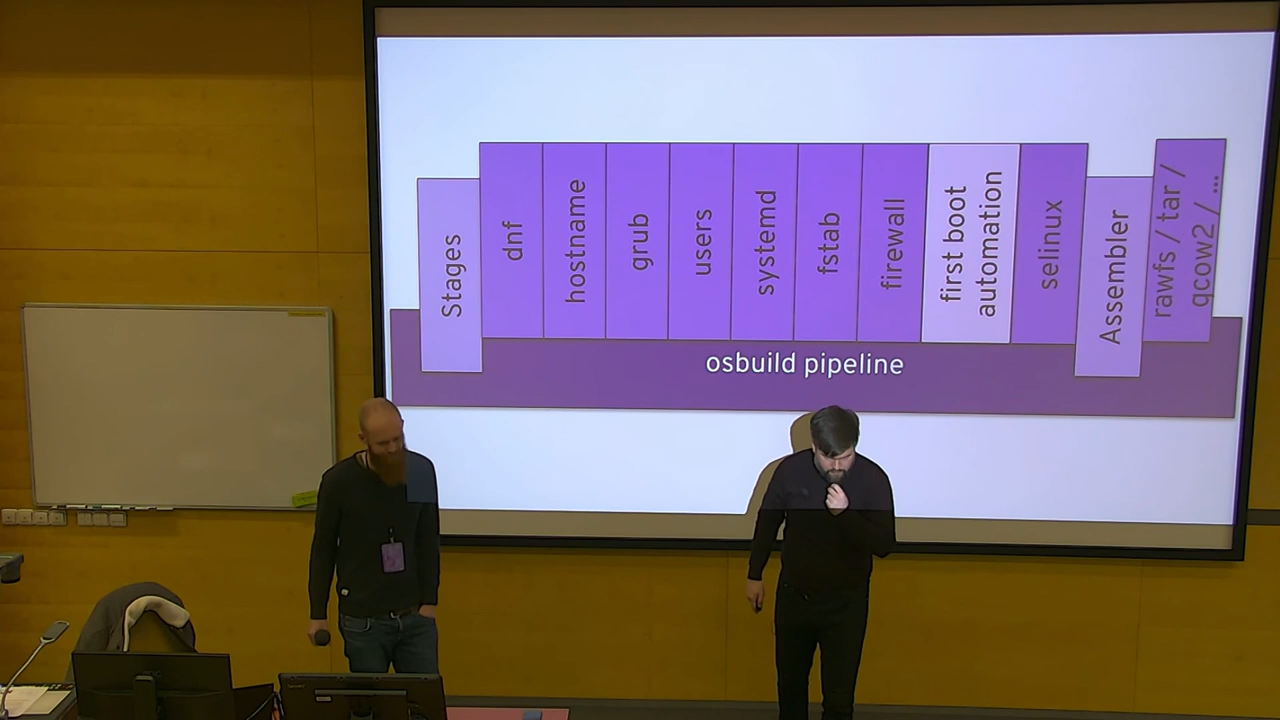 Stages
dnf
hostname
grub
users
systemd
fstab
firewall
first boot
automation
selinux
Assembler
rawfs / tar /
qcow2 / ...
osbuild pipeline